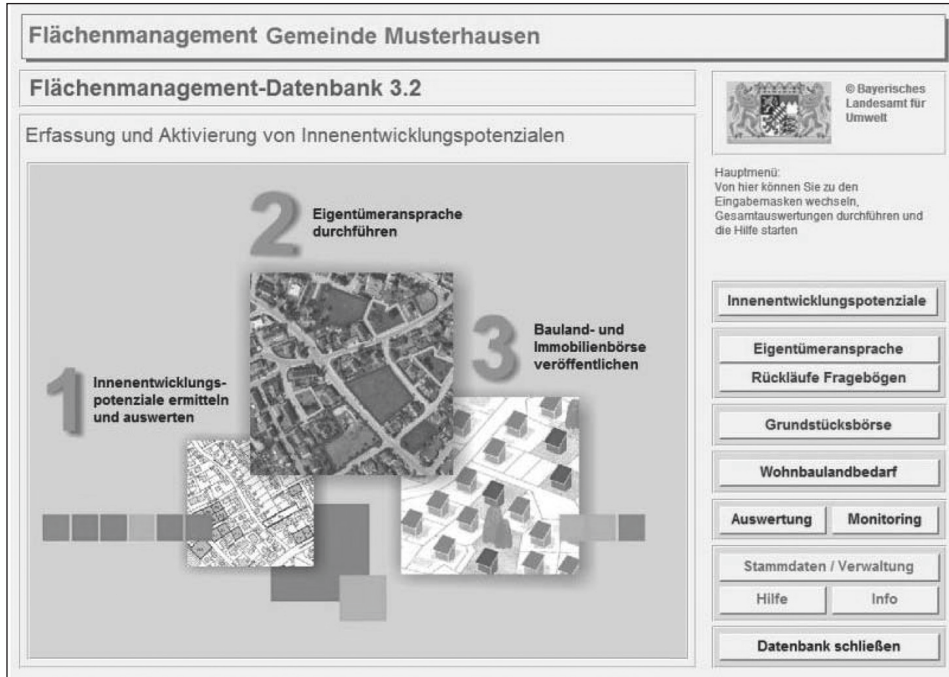 Flächenmanagement Gemeinde Musterhausen
Flächenmanagement-Datenbank 3.2
Erfassung und Aktivierung von Innenentwicklungspotenzialen
1
Innenentwicklungs-
potenziale ermitteln
und auswerten
2
Eigentümeransprache
durchführen
3
Bauland- und
Immobilienbörse
veröffentlichen
© Bayerisches
Landesamt für
Umwelt
Hauptmenü:
Von hier können Sie zu den
Eingabemasken wechseln,
Gesamtauswertungen durchführen und
die Hilfe starten
Innenentwicklungspotenziale
Eigentümeransprache
Rückläufe Fragebögen
Grundstücksbörse
Wohnbaulandbedarf
Auswertung Monitoring
Stammdaten / Verwaltung
Hilfe Info
Datenbank schließen